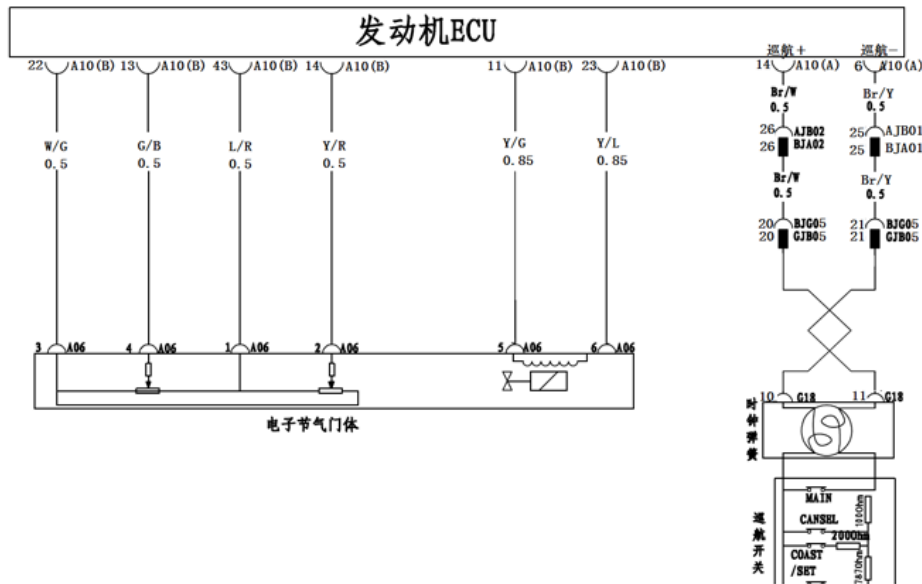 发动机ECU
巡航+ 巡航-
22 A10(B) 13 A10(B) 43 A10(B) 14 A10(B) 11 A10(B) 23 A10(B) 14 A10(A) 6 A10(A)
Br/W Br/Y
0.5 0.5
W/G G/B L/R Y/R Y/G Y/L
0.5 0.5 0.5 0.5 0.85 0.85
26 AJB02 25 AJB01
26 BJA02 25 BJA01
Br/W Br/Y
0.5 0.5
20 BJG05 21 BJG05
20 GJB05 21 GJB05
3 A06 4 A06 1 A06 2 A06 5 A06 6 A06
电子节气门体
10 G18 11 G18
时钟弹簧
MAIN
100Ohm
CANSEL
200Ohm
COAST
/SET
巡航开关